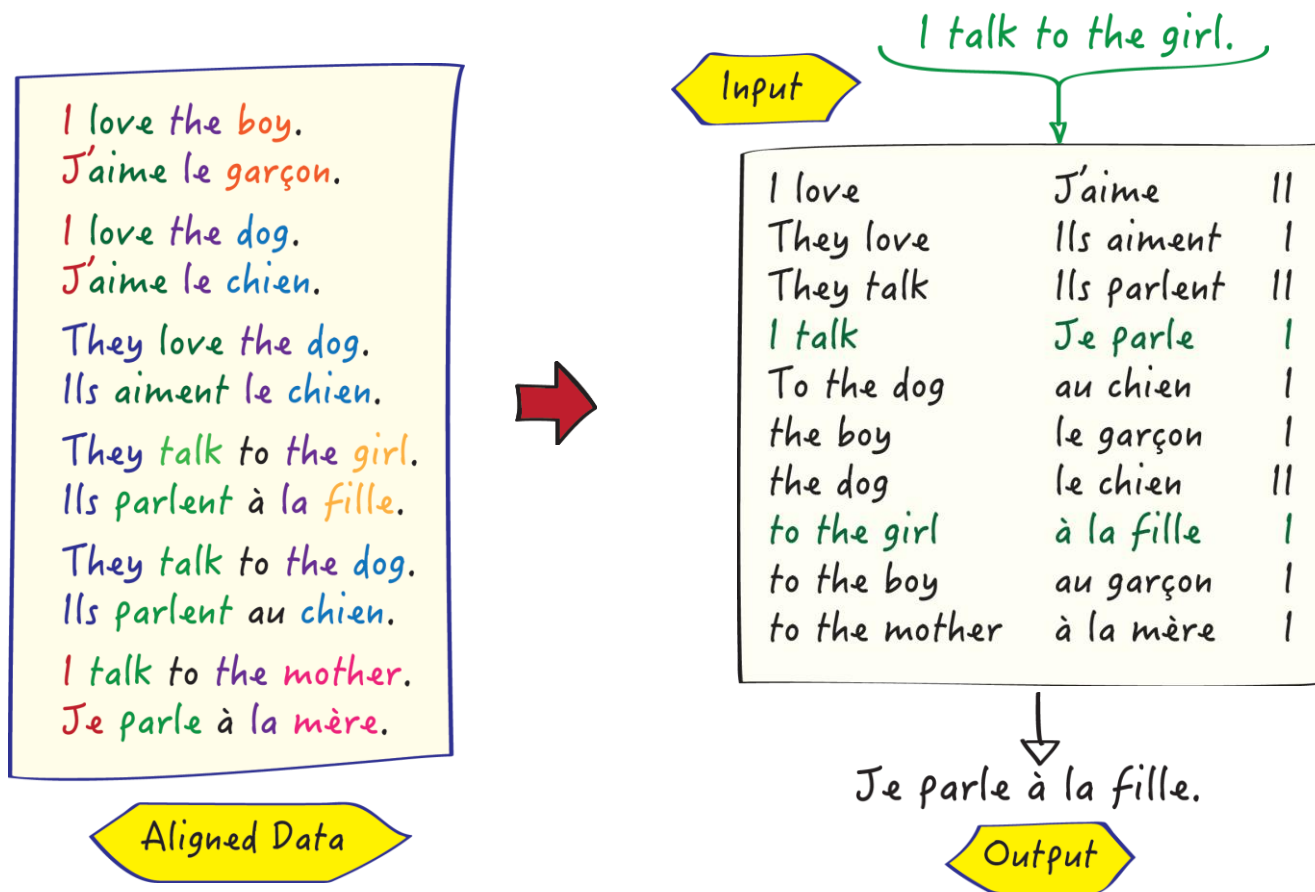 I love the boy.
J'aime le garçon.
I love the dog.
J'aime le chien.
They love the dog.
Ils aiment le chien.
They talk to the girl.
Ils parlent à la fille.
They talk to the dog.
Ils parlent au chien.
I talk to the mother.
Je parle à la mère.
Aligned Data
Input
I talk to the girl.
I love J'aime II
They love Ils aiment I
They talk Ils parlent II
I talk Je parle I
To the dog au chien I
the boy le garçon I
the dog le chien II
to the girl à la fille I
to the boy au garçon I
to the mother à la mère I
Je parle à la fille.
Output